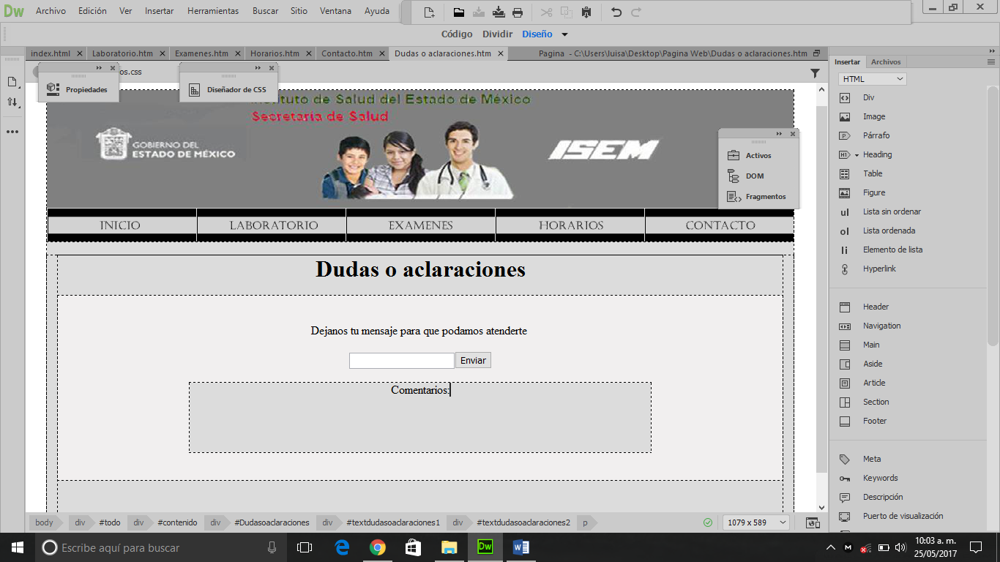 Dw Archivo Edición Ver Insertar Herramientas Buscar Sitio Ventana Ayuda
Código Dividir Diseño
index.html Laboratorio.htm Examenes.htm Horarios.htm Contacto.htm Dudas o aclaraciones.htm Pagina - C:\Users\luisa\Desktop\Pagina Web\Dudas o aclaraciones.htm
os.css
Propiedades
Diseñador de CSS
Instituto de Salud del Estado de México
Secretaria de Salud
GOBIERNO DEL
ESTADO DE MÉXICO
ISEM
Activos
DOM
Fragmentos
INICIO LABORATORIO EXAMENES HORARIOS CONTACTO
Dudas o aclaraciones
Dejanos tu mensaje para que podamos atenderte
Enviar
Comentarios:
Insertar Archivos
HTML
Div
Image
Párrafo
H1 Heading
Table
Figure
ul Lista sin ordenar
ol Lista ordenada
li Elemento de lista
Hyperlink
Header
Navigation
Main
Aside
Article
Section
Footer
Meta
Keywords
Descripción
Puerto de visualización
body div #todo div #contenido div #Dudasoaclaraciones div #textdudasoaclaraciones1 div #textdudasoaclaraciones2 p 1079 x 589
Escribe aquí para buscar
Dw
10:03 a. m.
25/05/2017